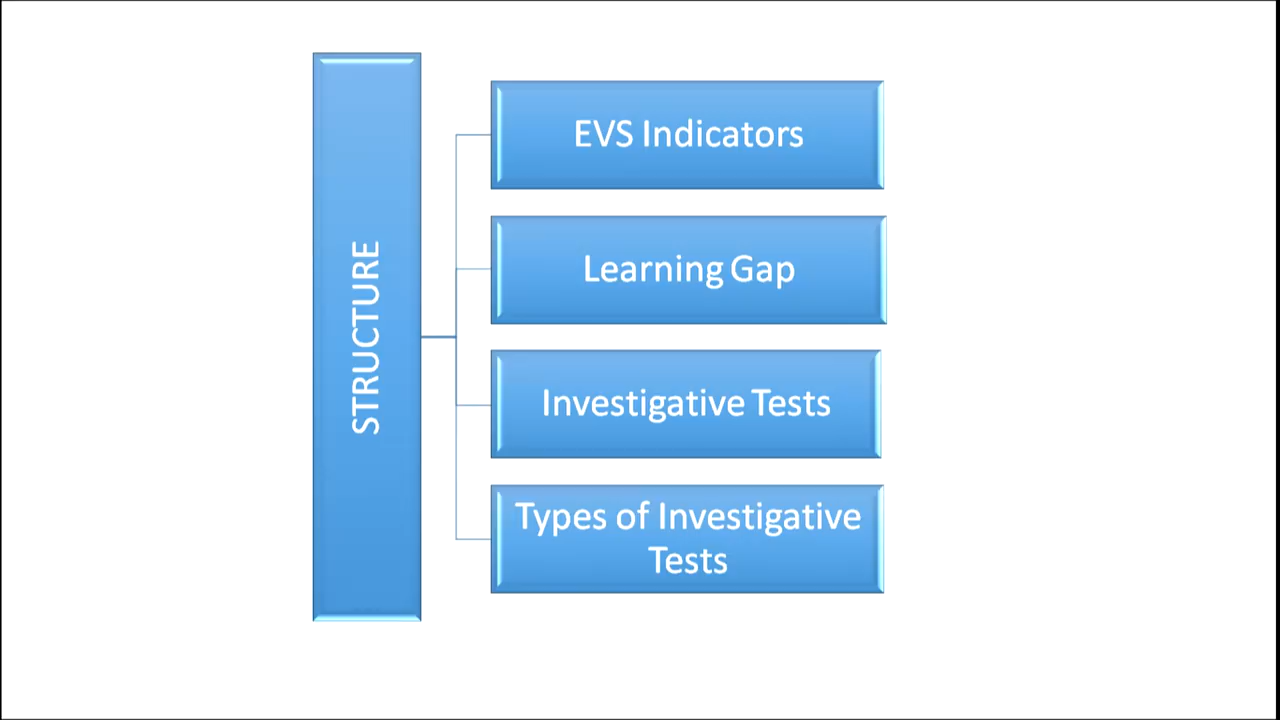 STRUCTURE
EVS Indicators
Learning Gap
Investigative Tests
Types of Investigative
Tests